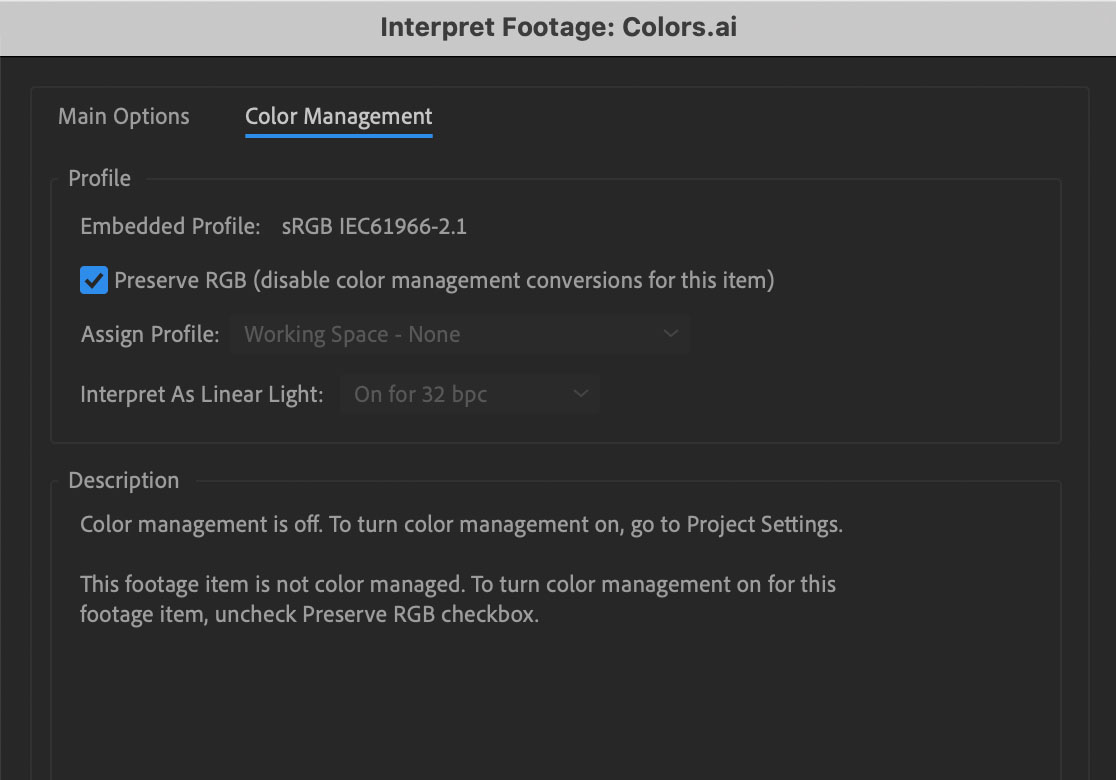 Interpret Footage: Colors.ai
Main Options
Color Management
Profile
Embedded Profile: sRGB IEC61966-2.1
Preserve RGB (disable color management conversions for this item)
Assign Profile: Working Space - None
Interpret As Linear Light: On for 32 bpc
Description
Color management is off. To turn color management on, go to Project Settings.
This footage item is not color managed. To turn color management on for this
footage item, uncheck Preserve RGB checkbox.